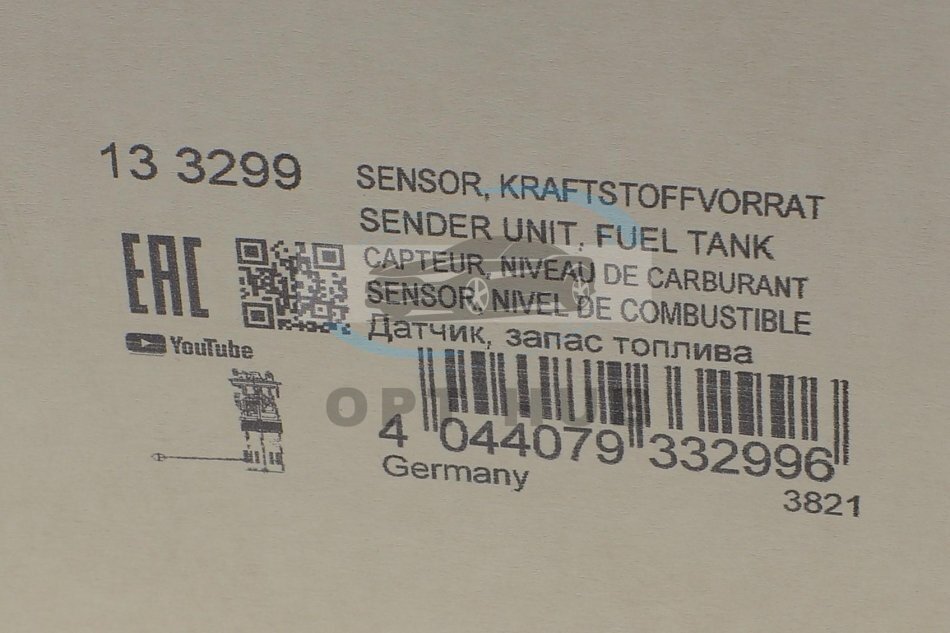 13 3299
SENSOR, KRAFTSTOFFVORRAT
SENDER UNIT, FUEL TANK
CAPTEUR, NIVEAU DE CARBURANT
SENSOR, NIVEL DE COMBUSTIBLE
Датчик, запас топлива
EAC
YouTube
4 044079 332996
Germany
3821